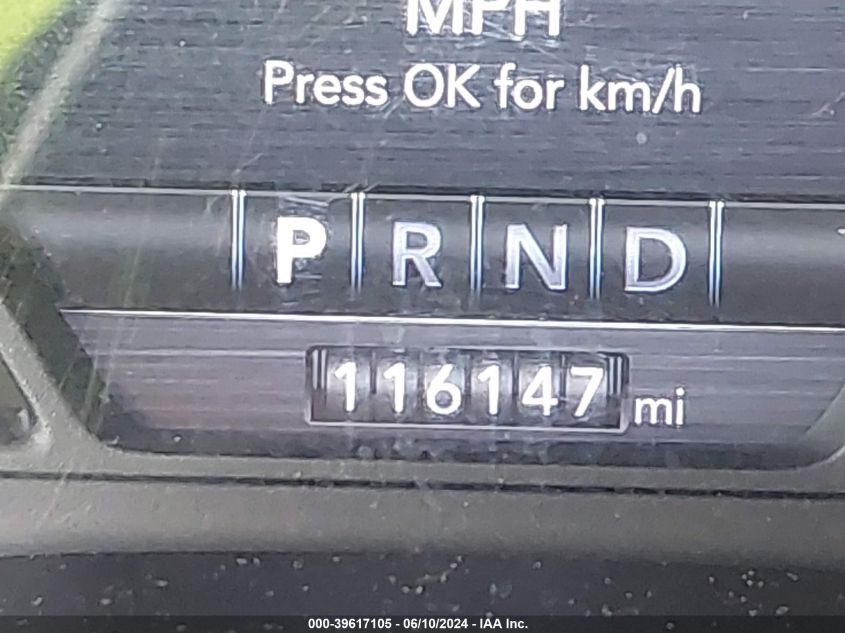 MPH
Press OK for km/h
P R N D
116147 mi
000-39617105 - 06/10/2024 - IAA Inc.